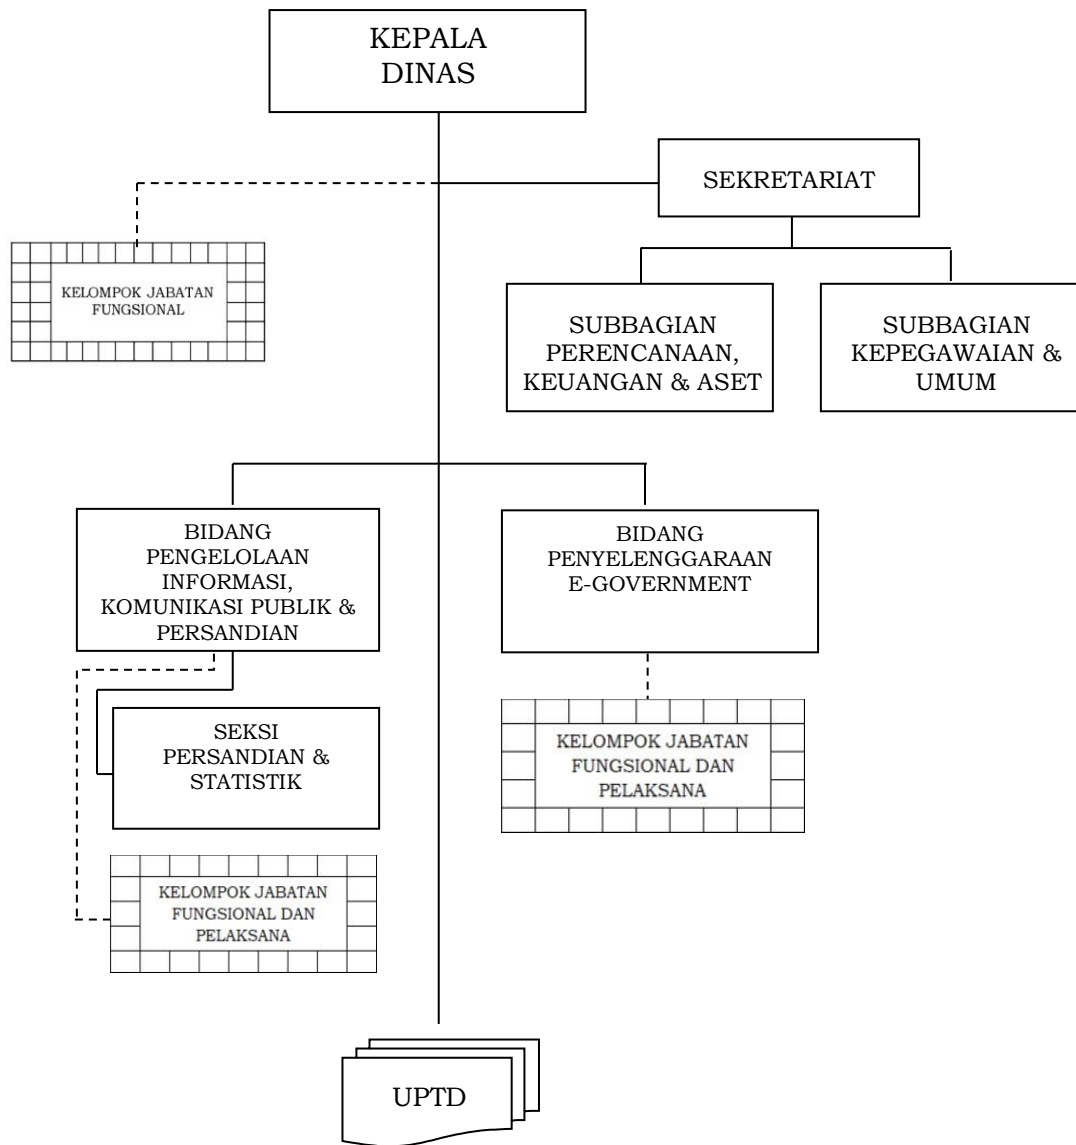 KEPALA
DINAS
SEKRETARIAT
KELOMPOK JABATAN
FUNGSIONAL
SUBBAGIAN
PERENCANAAN,
KEUANGAN & ASET
SUBBAGIAN
KEPEGAWAIAN &
UMUM
BIDANG
PENGELOLAAN
INFORMASI,
KOMUNIKASI PUBLIK &
PERSANDIAN
BIDANG
PENYELENGGARAAN
E-GOVERNMENT
SEKSI
PERSANDIAN &
STATISTIK
KELOMPOK JABATAN
FUNGSIONAL DAN
PELAKSANA
KELOMPOK JABATAN
FUNGSIONAL DAN
PELAKSANA
UPTD